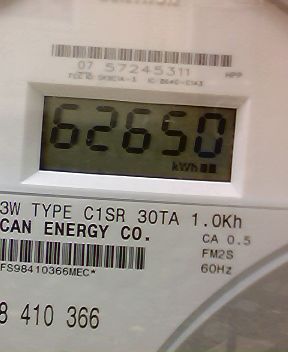 07 57245311 HPP
62650
kWh
3W TYPE C1SR 30TA 1.0Kh
CAN ENERGY CO. CA 0.5
FM2S
FS98410366MEC* 60Hz
8 410 366